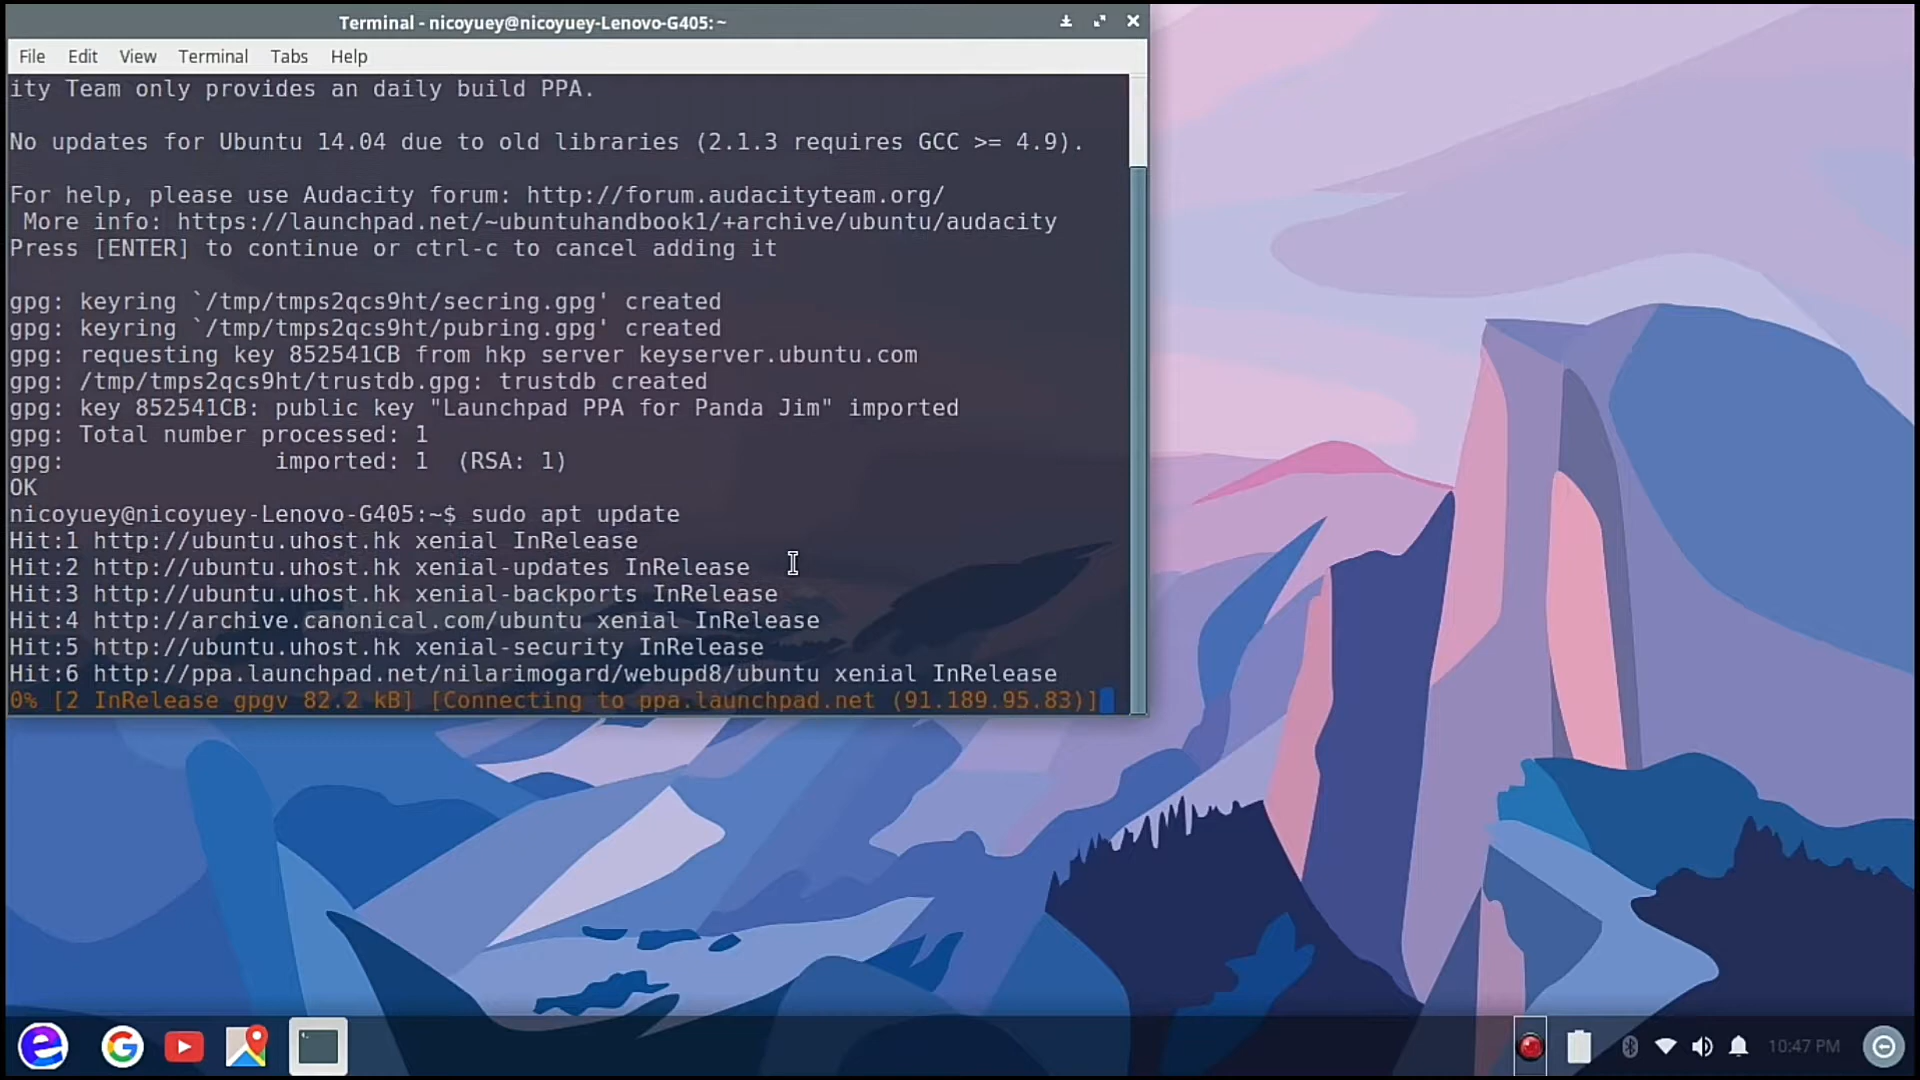 Terminal - nicoyuey@nicoyuey-Lenovo-G405: ~
File Edit View Terminal Tabs Help
ity Team only provides an daily build PPA.
No updates for Ubuntu 14.04 due to old libraries (2.1.3 requires GCC >= 4.9).
For help, please use Audacity forum: http://forum.audacityteam.org/
More info: https://launchpad.net/~ubuntuhandbook1/+archive/ubuntu/audacity
Press [ENTER] to continue or ctrl-c to cancel adding it
gpg: keyring `/tmp/tmps2qcs9ht/secring.gpg' created
gpg: keyring `/tmp/tmps2qcs9ht/pubring.gpg' created
gpg: requesting key 852541CB from hkp server keyserver.ubuntu.com
gpg: /tmp/tmps2qcs9ht/trustdb.gpg: trustdb created
gpg: key 852541CB: public key "Launchpad PPA for Panda Jim" imported
gpg: Total number processed: 1
gpg:               imported: 1  (RSA: 1)
OK
nicoyuey@nicoyuey-Lenovo-G405:~$ sudo apt update
Hit:1 http://ubuntu.uhost.hk xenial InRelease
Hit:2 http://ubuntu.uhost.hk xenial-updates InRelease
Hit:3 http://ubuntu.uhost.hk xenial-backports InRelease
Hit:4 http://archive.canonical.com/ubuntu xenial InRelease
Hit:5 http://ubuntu.uhost.hk xenial-security InRelease
Hit:6 http://ppa.launchpad.net/nilarimogard/webupd8/ubuntu xenial InRelease
0% [2 InRelease gpgv 82.2 kB] [Connecting to ppa.launchpad.net (91.189.95.83)]
10:47 PM